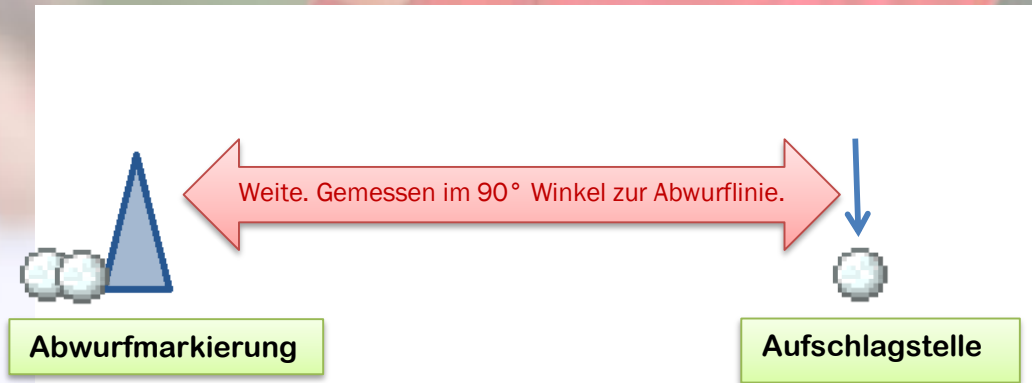 Weite. Gemessen im 90° Winkel zur Abwurflinie.
Abwurfmarkierung
Aufschlagstelle